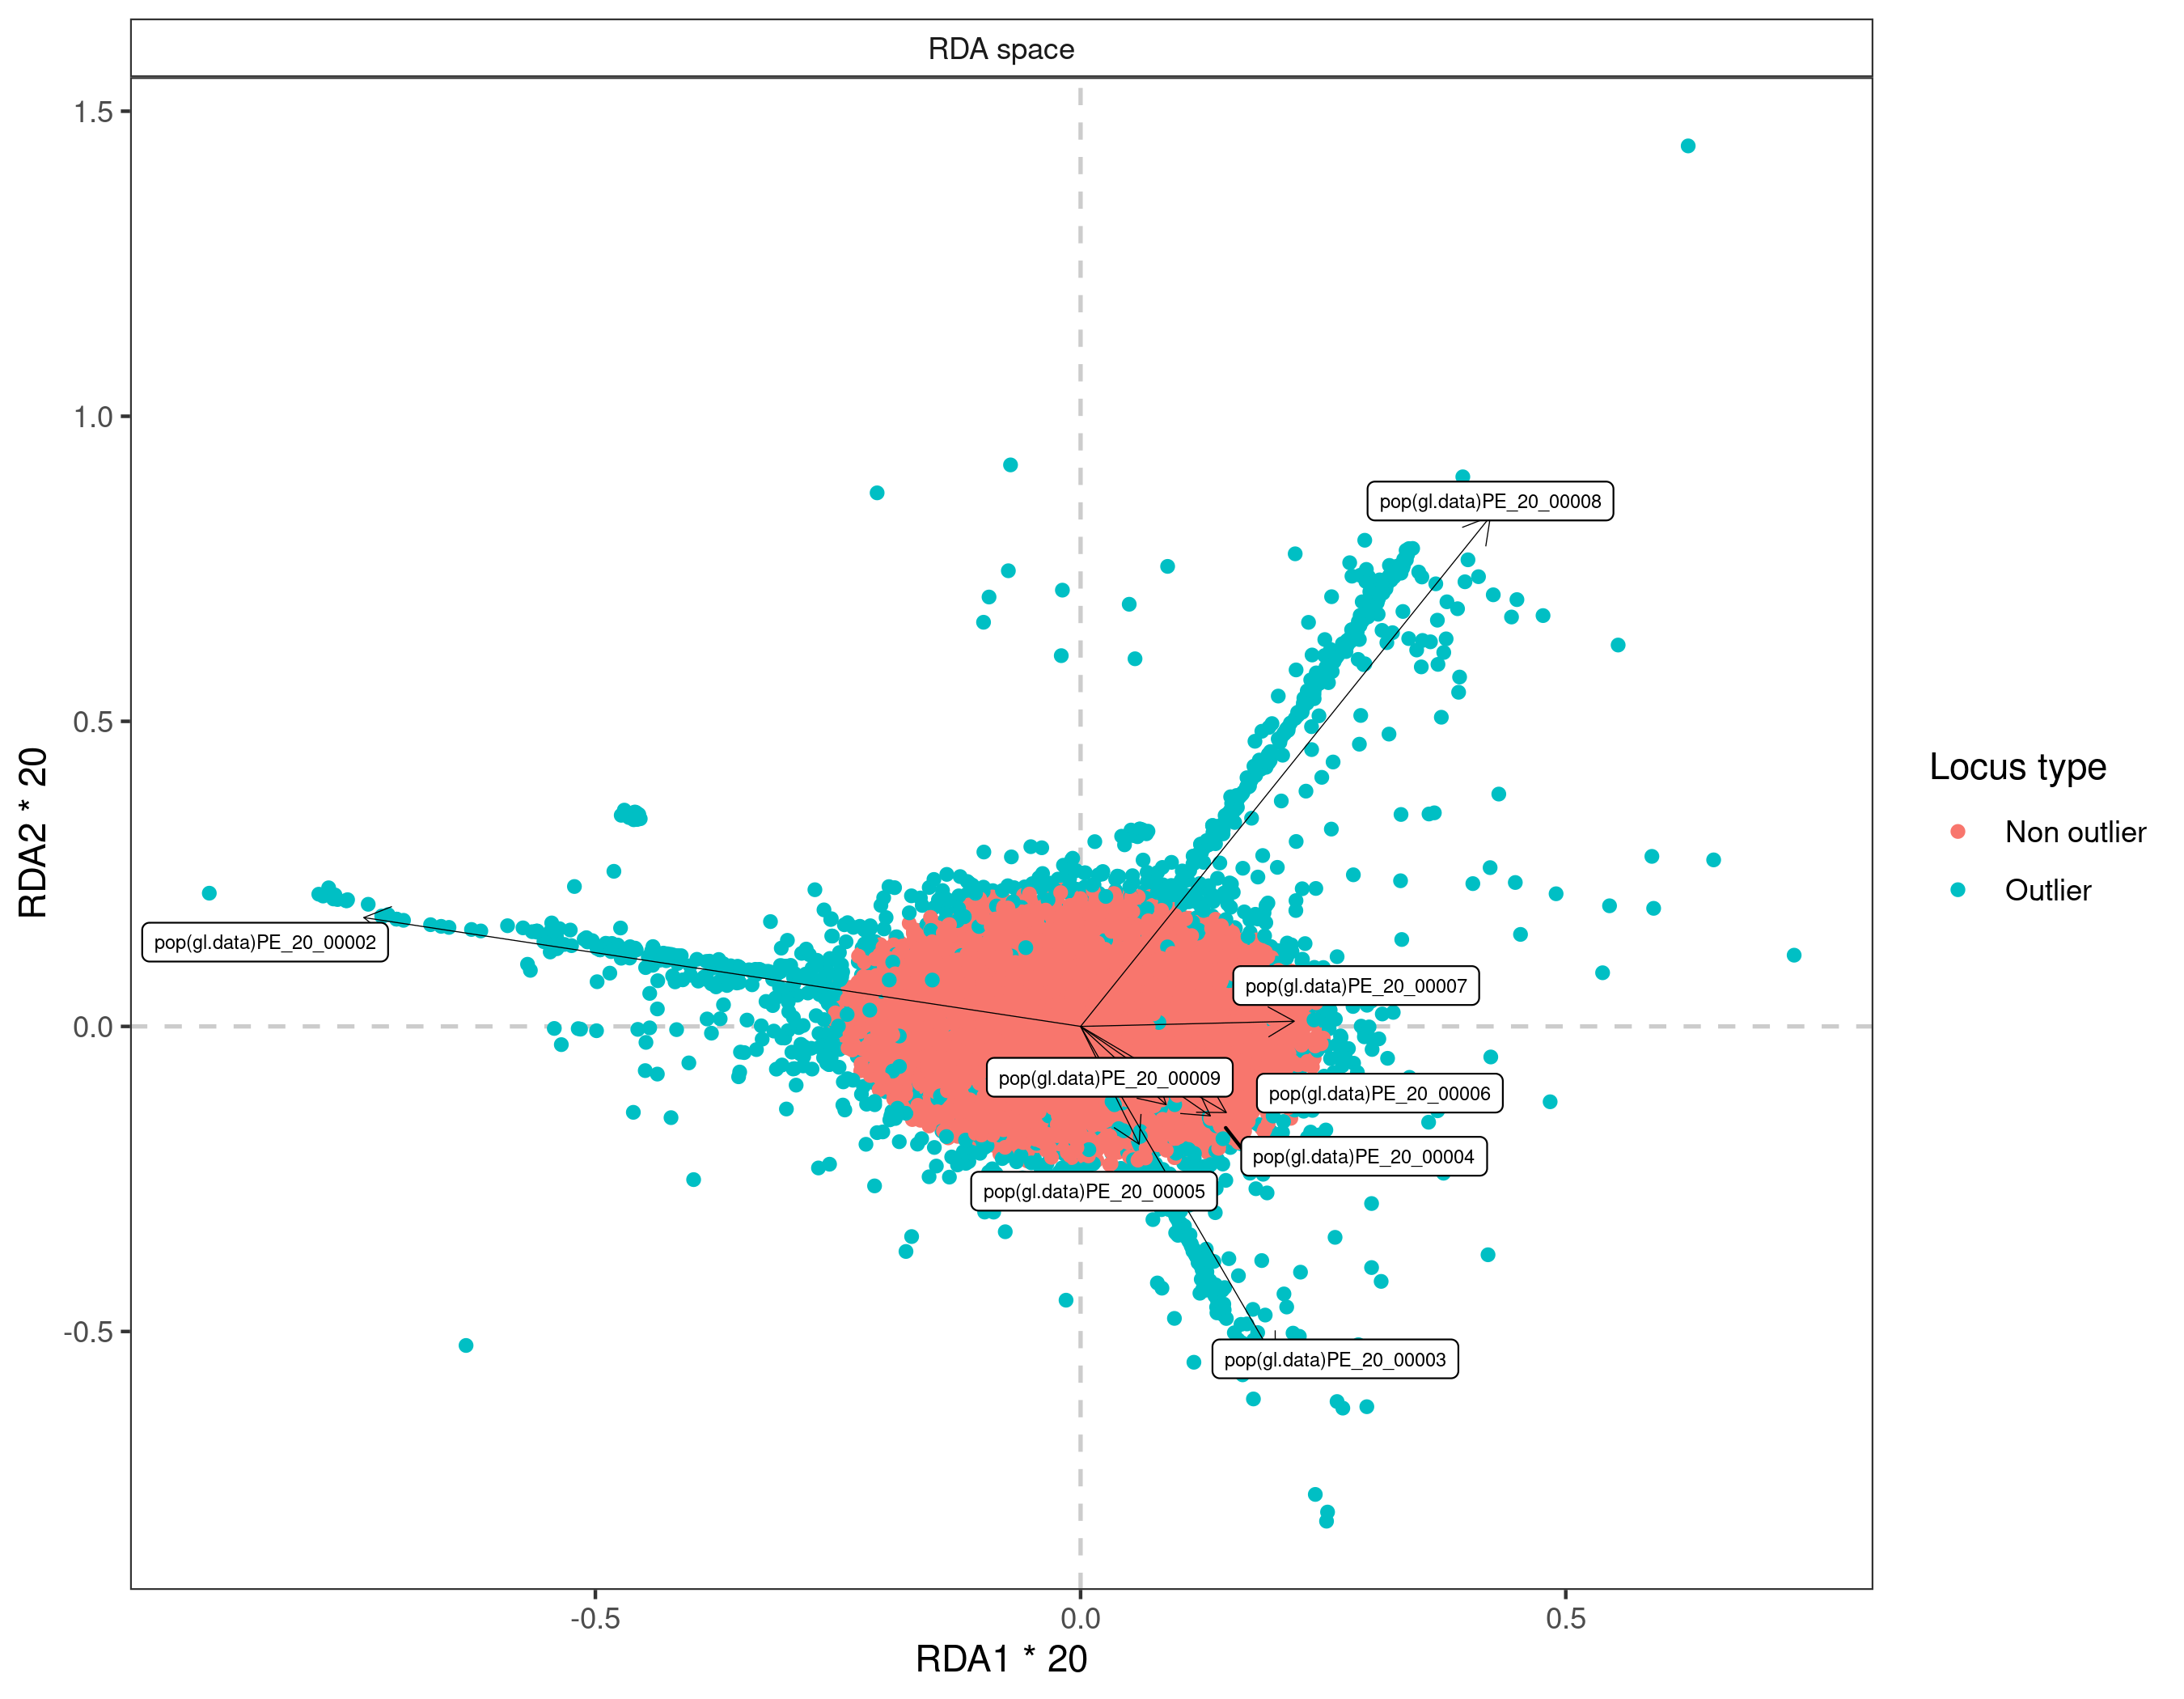 RDA space
1.5
1.0
0.5
0.0
-0.5
RDA2 * 20
pop(gl.data)PE_20_00008
pop(gl.data)PE_20_00002
pop(gl.data)PE_20_00007
pop(gl.data)PE_20_00009
pop(gl.data)PE_20_00006
pop(gl.data)PE_20_00004
pop(gl.data)PE_20_00005
pop(gl.data)PE_20_00003
-0.5
0.0
0.5
RDA1 * 20
Locus type
Non outlier
Outlier